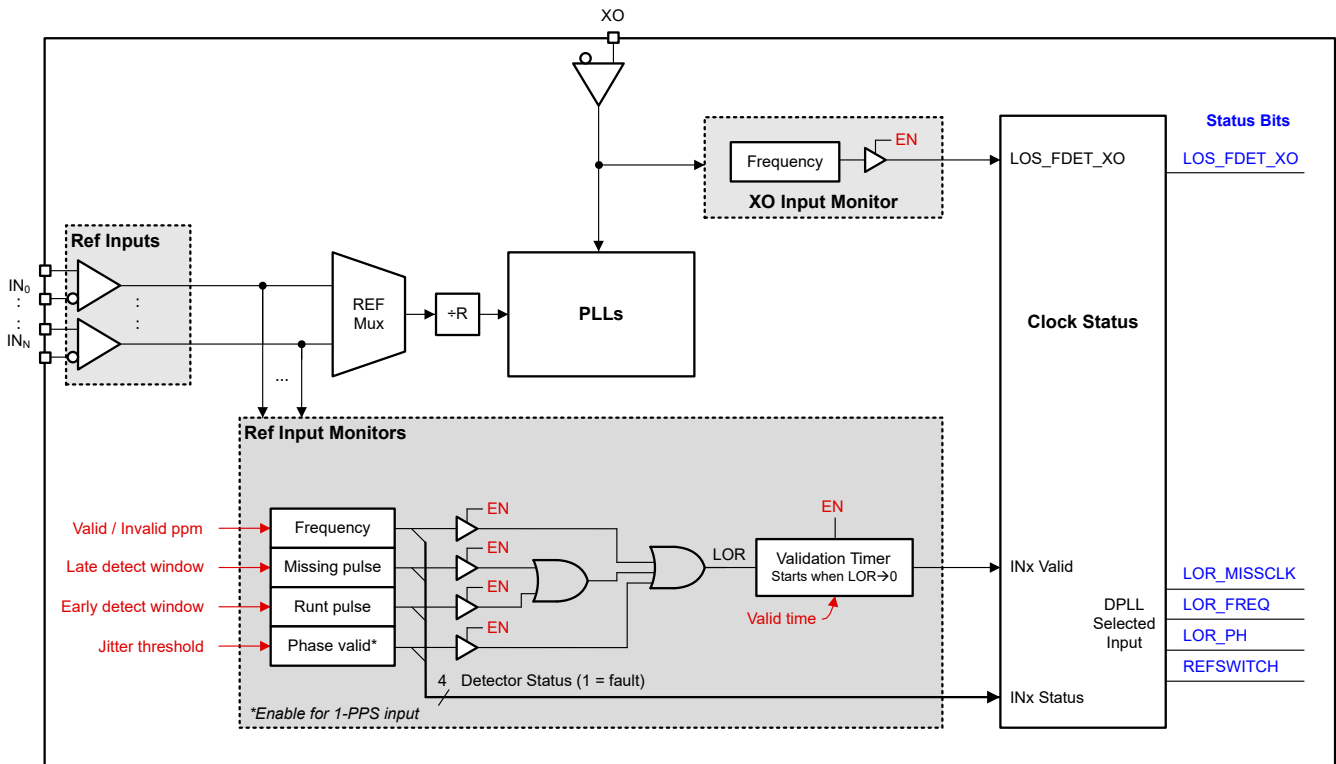 XO
Status Bits
EN
Frequency
LOS_FDET_XO
LOS_FDET_XO
XO Input Monitor
Ref Inputs
IN0
:
:
INN
:
:
REF
Mux
÷R
PLLs
Clock Status
...
Ref Input Monitors
Valid / Invalid ppm
Frequency
EN
Late detect window
Missing pulse
EN
Early detect window
Runt pulse
EN
Jitter threshold
Phase valid*
EN
LOR
EN
Validation Timer
Starts when LOR→0
Valid time
INx Valid
DPLL
Selected
Input
LOR_MISSCLK
LOR_FREQ
LOR_PH
REFSWITCH
4 Detector Status (1 = fault)
INx Status
*Enable for 1-PPS input